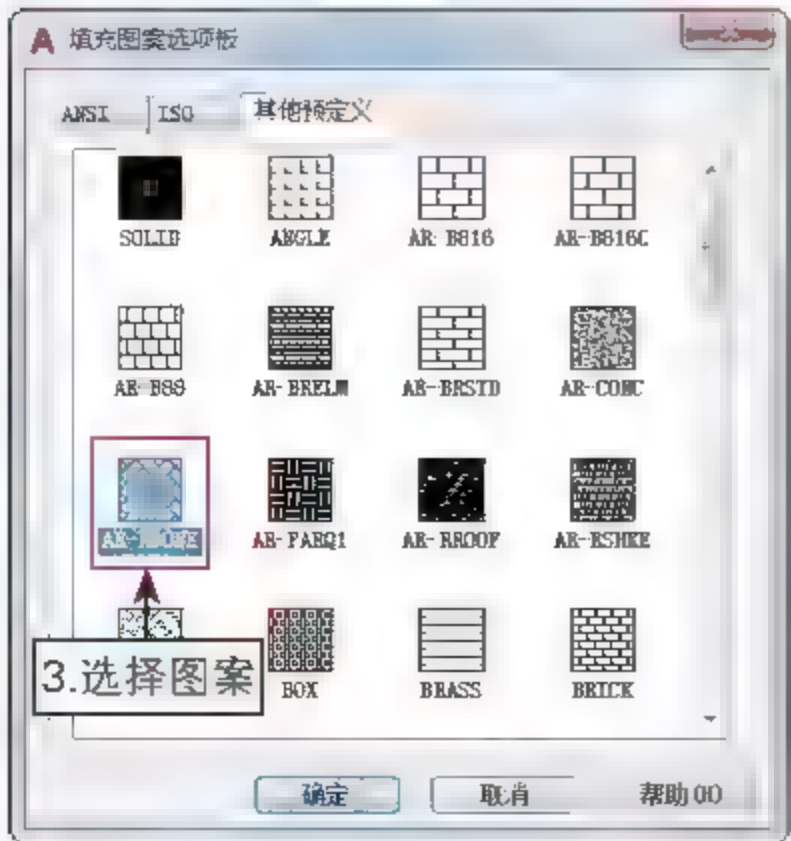 填充图案选项板
ANSI ISO 其他预定义
SOLID ANGLE AR-B816 AR-B816C
AR-B88 AR-BRELM AR-BRSTD AR-CONC
AR-PARQ1 AR-RROOF AR-RSHKE
3.选择图案 BOX BRASS BRICK
确定 取消 帮助(H)